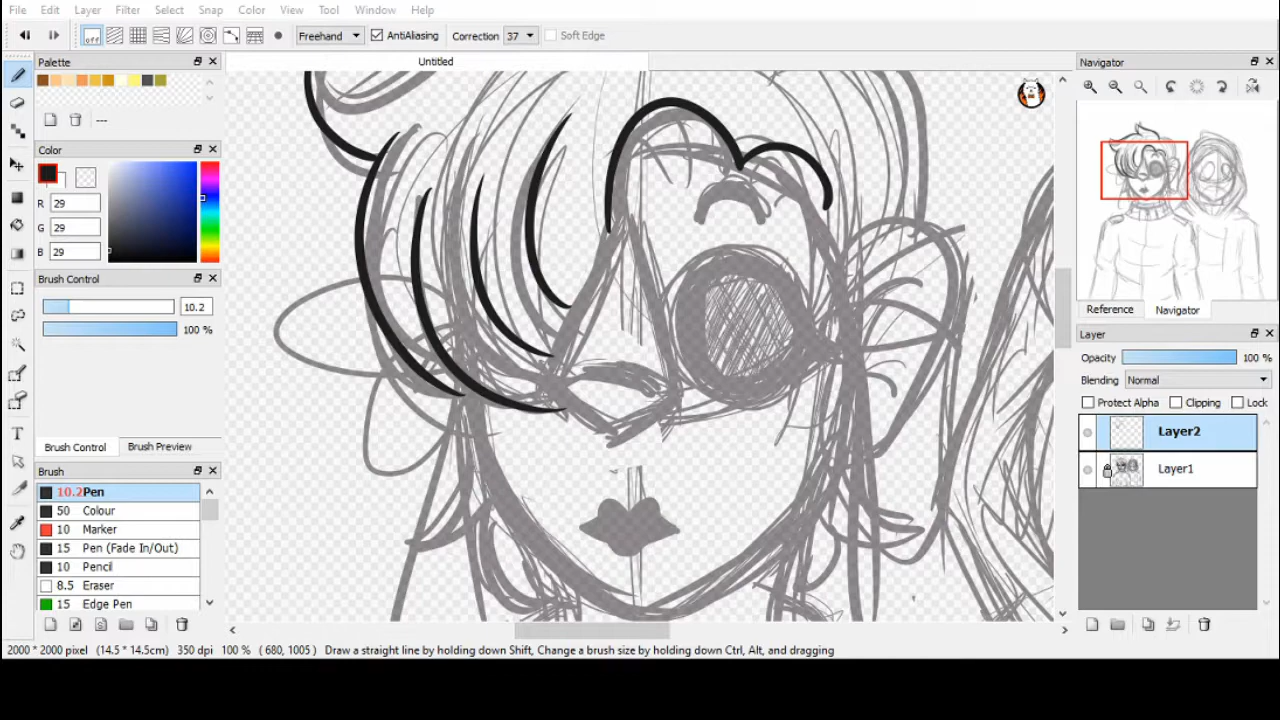 File Edit Layer Filter Select Snap Color View Tool Window Help
off Freehand AntiAliasing Correction 37 Soft Edge
Palette
Untitled
Navigator
---
Color
R 29
G 29
B 29
Brush Control
10.2
100 %
Reference Navigator
Layer
Opacity 100 %
Blending Normal
Protect Alpha Clipping Lock
Layer2
Layer1
Brush Control Brush Preview
Brush
10.2 Pen
50 Colour
10 Marker
15 Pen (Fade In/Out)
10 Pencil
8.5 Eraser
15 Edge Pen
2000 * 2000 pixel (14.5 * 14.5cm) 350 dpi 100 % ( 680, 1005) Draw a straight line by holding down Shift, Change a brush size by holding down Ctrl, Alt, and dragging